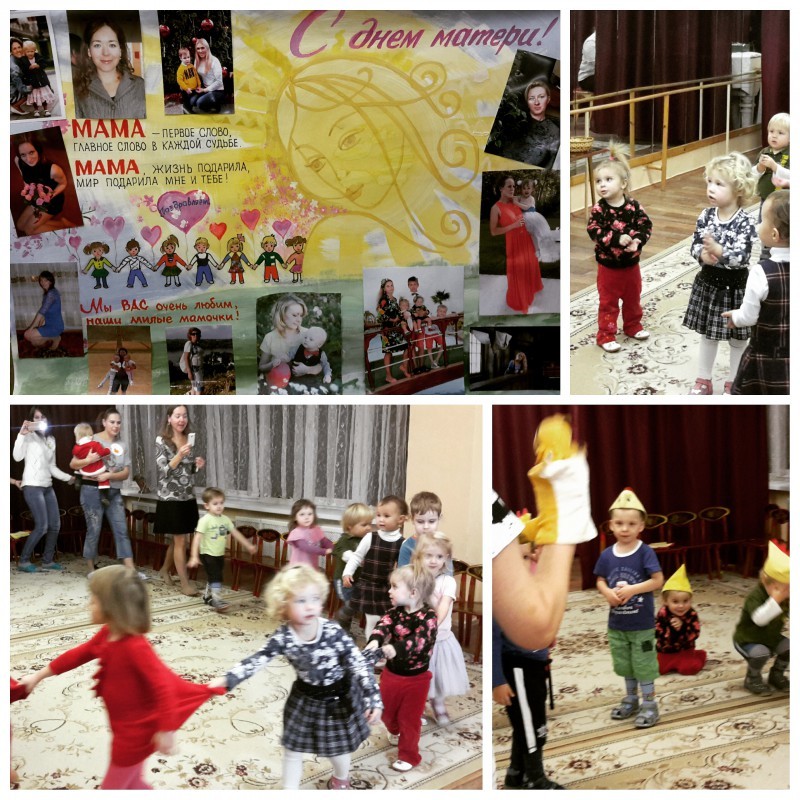 С днем матери!
МАМА – ПЕРВОЕ СЛОВО,
ГЛАВНОЕ СЛОВО В КАЖДОЙ СУДЬБЕ.
МАМА, ЖИЗНЬ ПОДАРИЛА,
МИР ПОДАРИЛА МНЕ И ТЕБЕ!
Поздравляем
Мы ВАС очень любим,
наши милые мамочки!